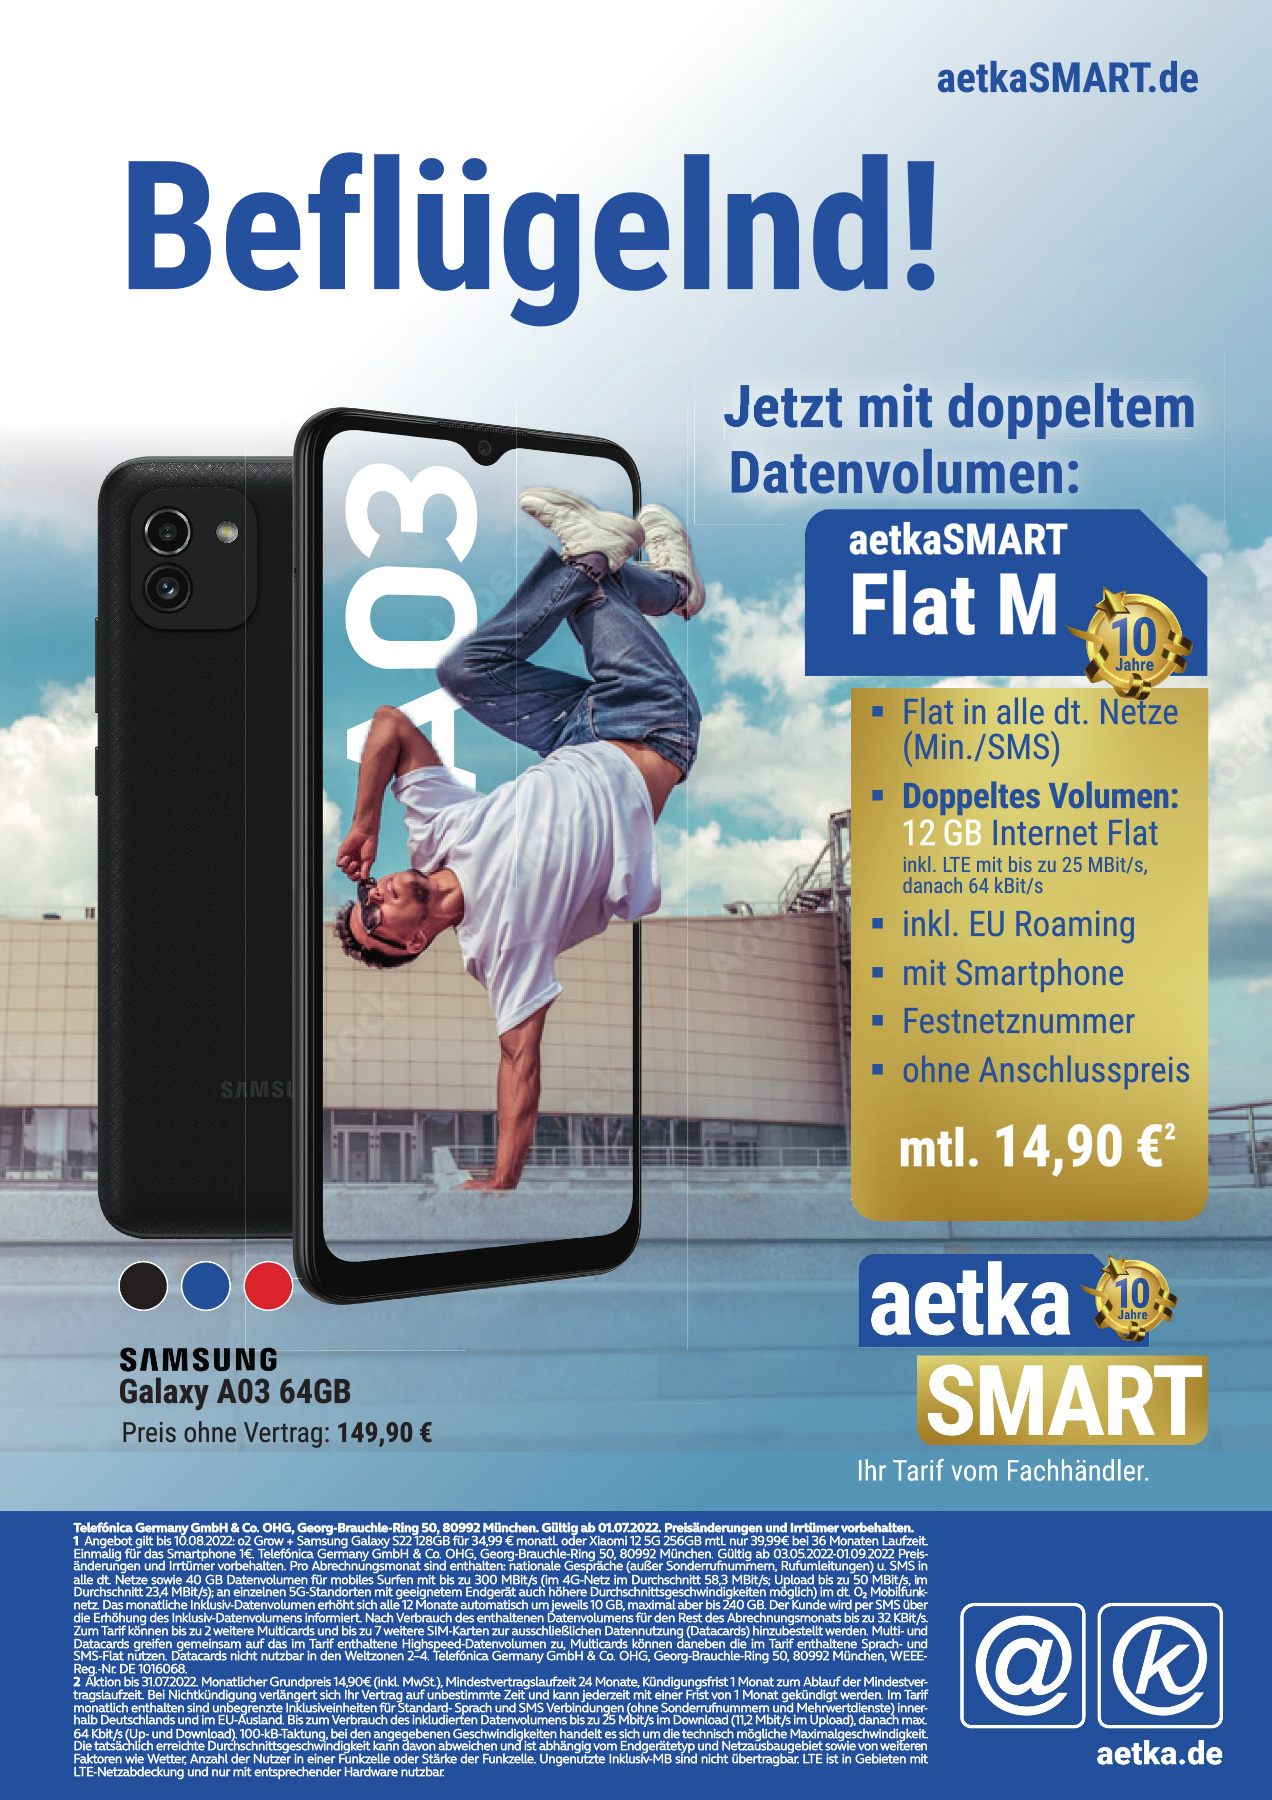 aetkaSMART.de
Beflügelnd!
Jetzt mit doppeltem
Datenvolumen:
aetkaSMART
Flat M
10
Jahre
A03
SAMSU
▪ Flat in alle dt. Netze
(Min./SMS)
▪ Doppeltes Volumen:
12 GB Internet Flat
inkl. LTE mit bis zu 25 MBit/s,
danach 64 kBit/s
▪ inkl. EU Roaming
▪ mit Smartphone
▪ Festnetznummer
▪ ohne Anschlusspreis
mtl. 14,90 €²
aetka
10
Jahre
SMART
Ihr Tarif vom Fachhändler.
SAMSUNG
Galaxy A03 64GB
Preis ohne Vertrag: 149,90 €
Telefónica Germany GmbH & Co. OHG, Georg-Brauchle-Ring 50, 80992 München. Gültig ab 01.07.2022. Preisänderungen und Irrtümer vorbehalten.
1 Angebot gilt bis 10.08.2022: o2 Grow + Samsung Galaxy S22 128GB für 34,99 € monatl. oder Xiaomi 12 5G 256GB mtl. nur 39,99€ bei 36 Monaten Laufzeit.
Einmalig für das Smartphone 1€. Telefónica Germany GmbH & Co. OHG, Georg-Brauchle-Ring 50, 80992 München. Gültig ab 03.05.2022-01.09.2022 Preis-
änderungen und Irrtümer vorbehalten. Pro Abrechnungsmonat sind enthalten: nationale Gespräche (außer Sonderrufnummern, Rufumleitungen) u. SMS in
alle dt. Netze sowie 40 GB Datenvolumen für mobiles Surfen mit bis zu 300 MBit/s (im 4G-Netz im Durchschnitt 58,3 MBit/s; Upload bis zu 50 MBit/s, im
Durchschnitt 23,4 MBit/s); an einzelnen 5G-Standorten mit geeignetem Endgerät auch höhere Durchschnittsgeschwindigkeiten möglich) im dt. O₂ Mobilfunk-
netz. Das monatliche Inklusiv-Datenvolumen erhöht sich alle 12 Monate automatisch um jeweils 10 GB, maximal aber bis 240 GB. Der Kunde wird per SMS über
die Erhöhung des Inklusiv-Datenvolumens informiert. Nach Verbrauch des enthaltenen Datenvolumens für den Rest des Abrechnungsmonats bis zu 32 KBit/s.
Zum Tarif können bis zu 2 weitere Multicards und bis zu 7 weitere SIM-Karten zur ausschließlichen Datennutzung (Datacards) hinzubestellt werden. Multi- und
Datacards greifen gemeinsam auf das im Tarif enthaltene Highspeed-Datenvolumen zu, Multicards können daneben die im Tarif enthaltene Sprach- und
SMS-Flat nutzen. Datacards nicht nutzbar in den Weltzonen 2–4. Telefónica Germany GmbH & Co. OHG, Georg-Brauchle-Ring 50, 80992 München, WEEE-
Reg.-Nr. DE 1016068.
2 Aktion bis 31.07.2022. Monatlicher Grundpreis 14,90€ (inkl. MwSt.), Mindestvertragslaufzeit 24 Monate, Kündigungsfrist 1 Monat zum Ablauf der Mindestver-
tragslaufzeit. Bei Nichtkündigung verlängert sich Ihr Vertrag auf unbestimmte Zeit und kann jederzeit mit einer Frist von 1 Monat gekündigt werden. Im Tarif
monatlich enthalten sind unbegrenzte Inklusiveinheiten für Standard- Sprach und SMS Verbindungen (ohne Sonderrufnummern und Mehrwertdienste) inner-
halb Deutschlands und im EU-Ausland. Bis zum Verbrauch des inkludierten Datenvolumens bis zu 25 Mbit/s im Download (11,2 Mbit/s im Upload), danach max.
64 Kbit/s (Up- und Download). 100-kB-Taktung, bei den angegebenen Geschwindigkeiten handelt es sich um die technisch mögliche Maximalgeschwindigkeit.
Die tatsächlich erreichte Durchschnittsgeschwindigkeit kann davon abweichen und ist abhängig vom Endgerätetyp und Netzausbaugebiet sowie von weiteren
Faktoren wie Wetter, Anzahl der Nutzer in einer Funkzelle oder Stärke der Funkzelle. Ungenutzte Inklusiv-MB sind nicht übertragbar. LTE ist in Gebieten mit
LTE-Netzabdeckung und nur mit entsprechender Hardware nutzbar.
@ k
aetka.de